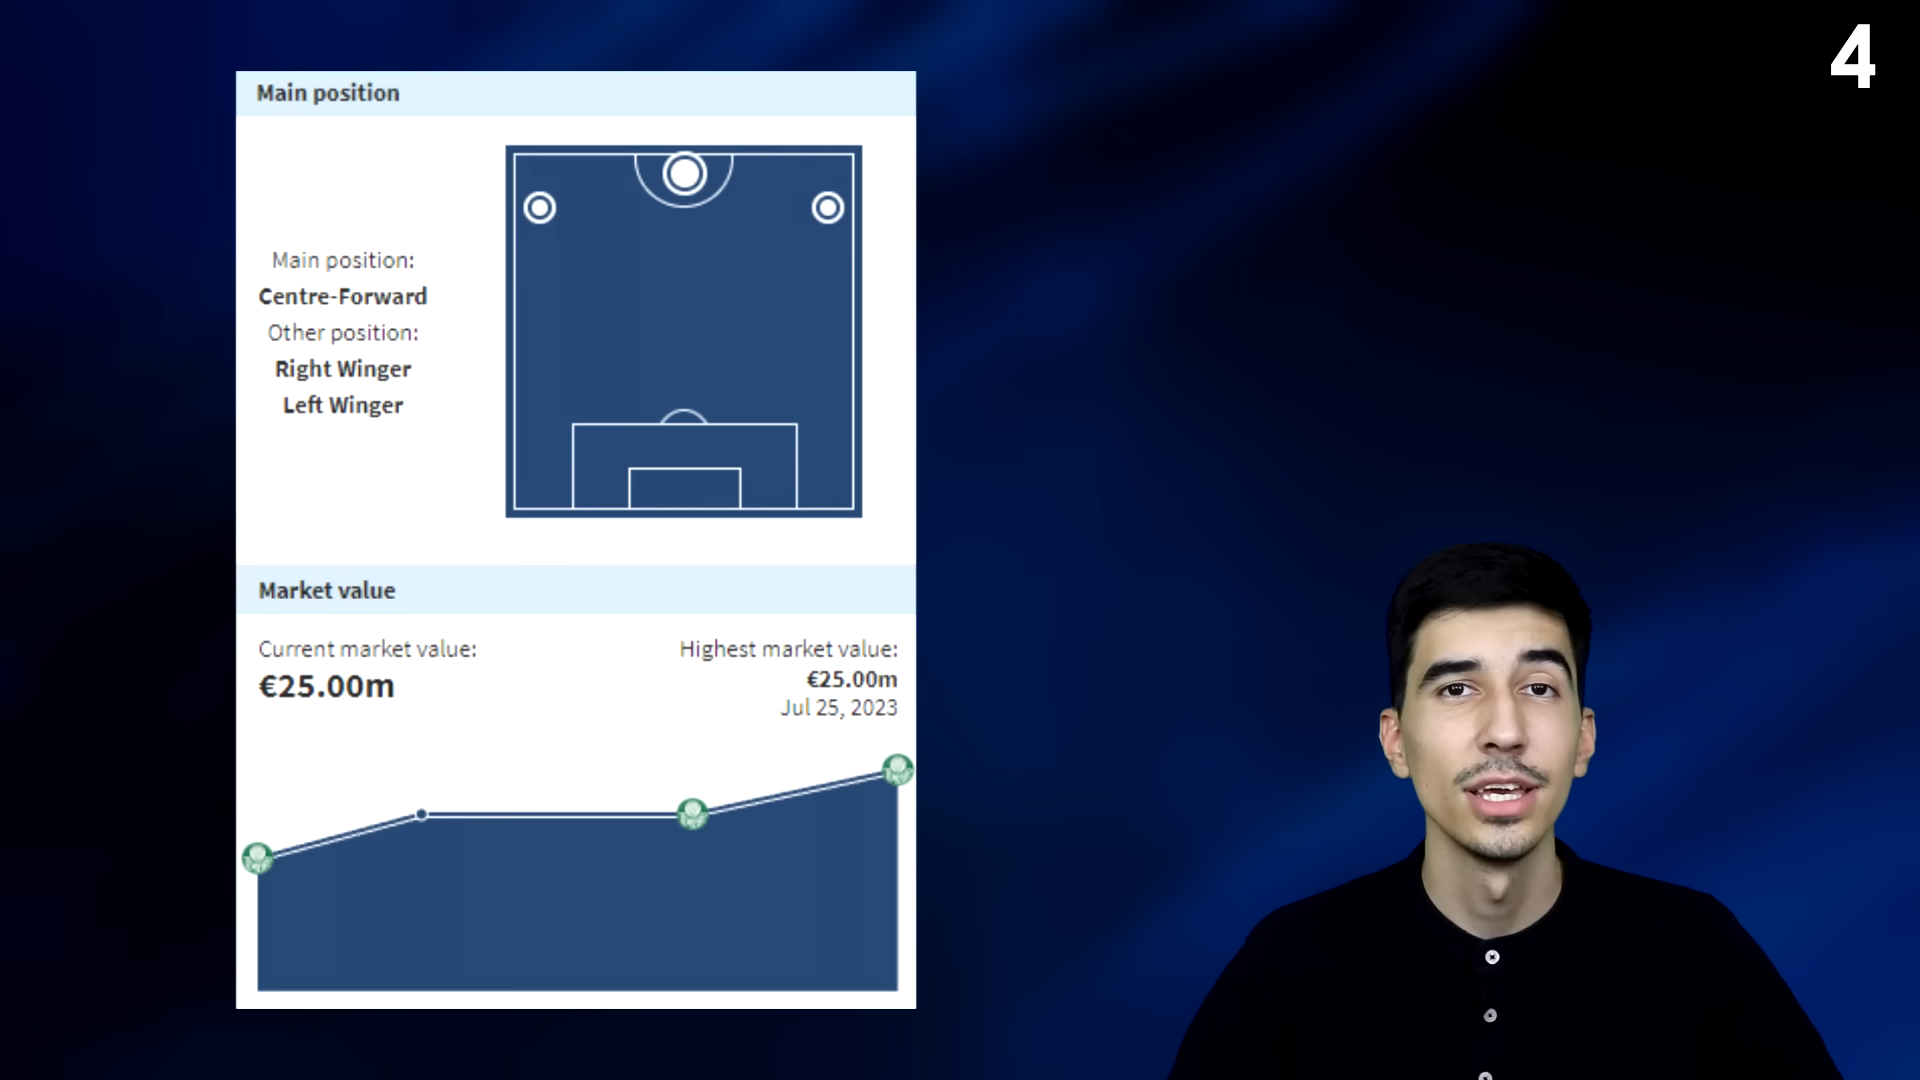 4
Main position
Main position:
Centre-Forward
Other position:
Right Winger
Left Winger
Market value
Current market value:
€25.00m
Highest market value:
€25.00m
Jul 25, 2023